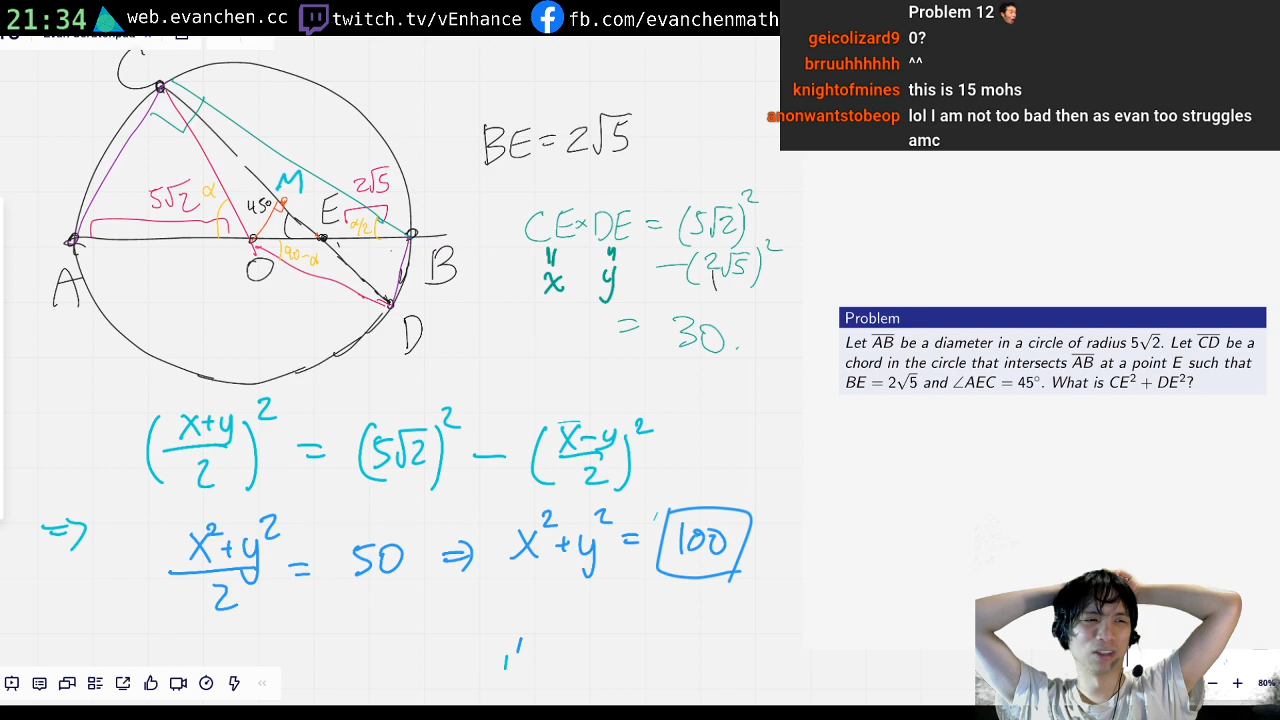 21:34 web.evanchen.cc twitch.tv/vEnhance fb.com/evanchenmath
Problem 12
geicolizard9 0?
brruuhhhhhh ^^
knightofmines this is 15 mohs
anonwantstobeop lol I am not too bad then as evan too struggles
amc
C
5√2
α
45°
M
E
2√5
α/2
A
O
90-α
B
D
BE = 2√5
CE × DE = (5√2)²
- (2√5)²
x y
= 30.
Problem
Let AB be a diameter in a circle of radius 5√2. Let CD be a
chord in the circle that intersects AB at a point E such that
BE = 2√5 and ∠AEC = 45°. What is CE² + DE²?
((x+y)/2)² = (5√2)² - ((x-y)/2)²
⇒ (x²+y²)/2 = 50 ⇒ x²+y² = 100
80%